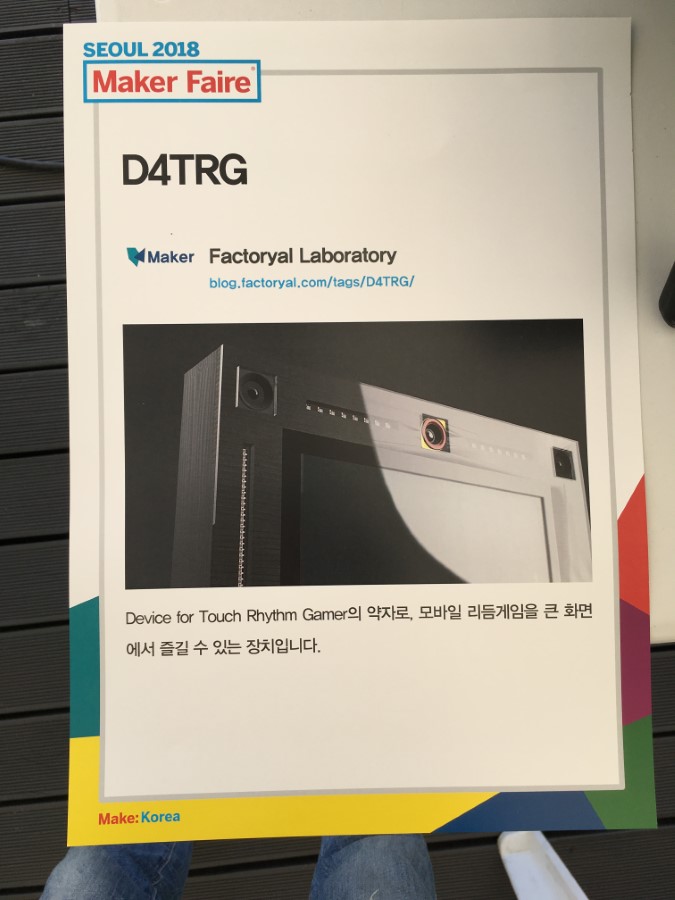 SEOUL 2018
Maker Faire
D4TRG
Maker Factoryal Laboratory
blog.factoryal.com/tags/D4TRG/
Device for Touch Rhythm Gamer의 약자로, 모바일 리듬게임을 큰 화면
에서 즐길 수 있는 장치입니다.
Make: Korea